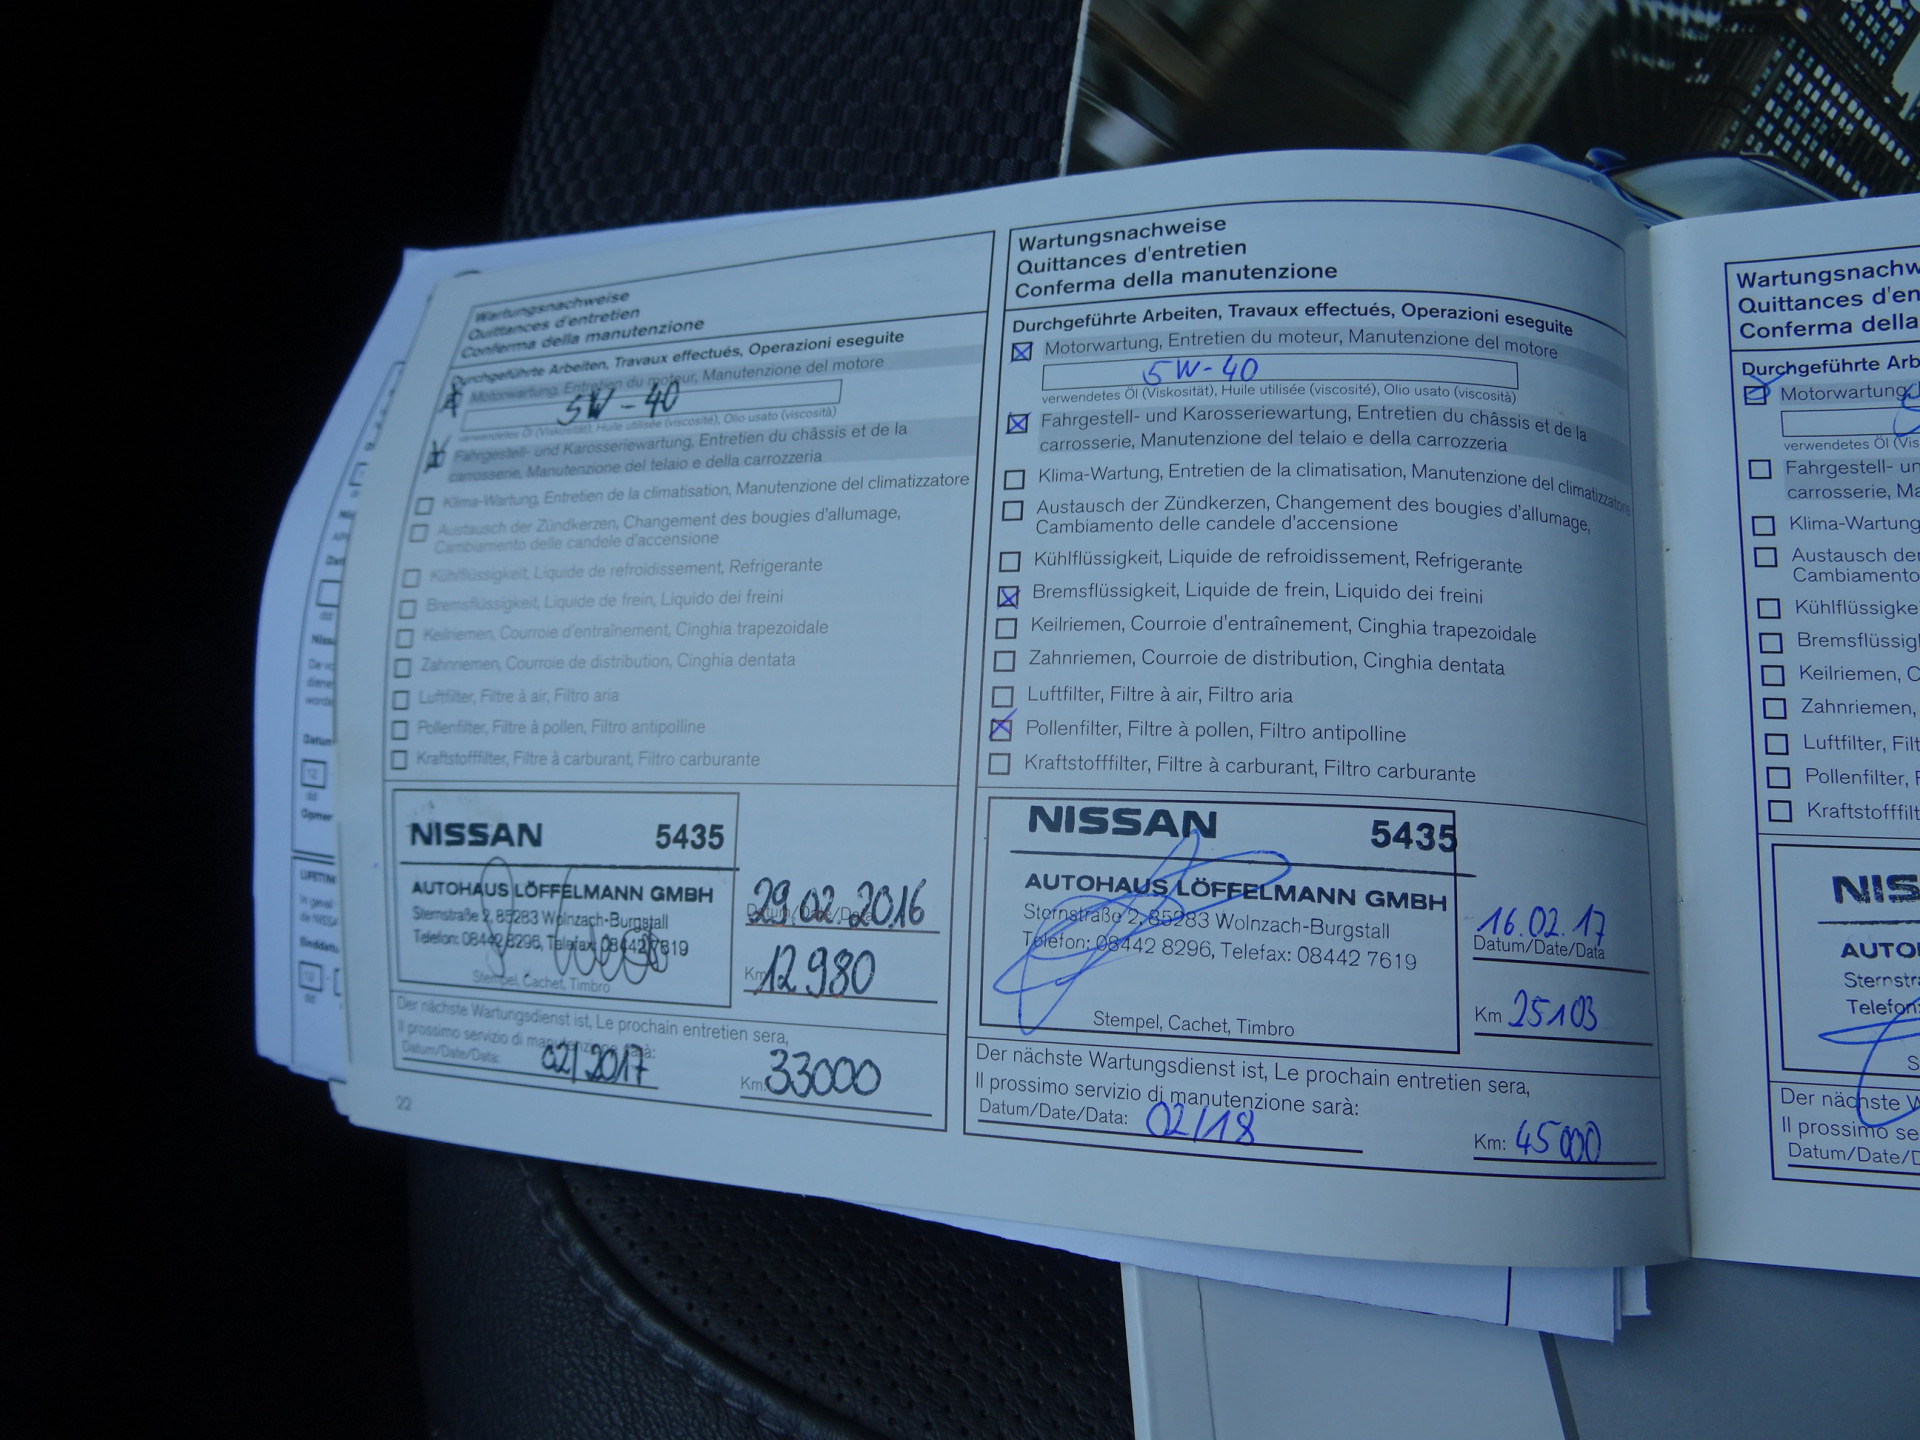 Wartungsnachweise
Quittances d'entretien
Conferma della manutenzione
Durchgeführte Arbeiten, Travaux effectués, Operazioni eseguite
Motorwartung, Entretien du moteur, Manutenzione del motore
5W-40
verwendetes Öl (Viskosität), Huile utilisée (viscosité), Olio usato (viscosità)
Fahrgestell- und Karosseriewartung, Entretien du châssis et de la
carrosserie, Manutenzione del telaio e della carrozzeria
Klima-Wartung, Entretien de la climatisation, Manutenzione del climatizzatore
Austausch der Zündkerzen, Changement des bougies d'allumage,
Cambiamento delle candele d'accensione
Kühlflüssigkeit, Liquide de refroidissement, Refrigerante
Bremsflüssigkeit, Liquide de frein, Liquido dei freini
Keilriemen, Courroie d'entraînement, Cinghia trapezoidale
Zahnriemen, Courroie de distribution, Cinghia dentata
Luftfilter, Filtre à air, Filtro aria
Pollenfilter, Filtre à pollen, Filtro antipolline
Kraftstofffilter, Filtre à carburant, Filtro carburante
NISSAN 5435
AUTOHAUS LÖFFELMANN GMBH
Sternstraße 2, 85283 Wolnzach-Burgstall
Telefon: 08442 8296, Telefax: 08442 7619
Stempel, Cachet, Timbro
29.02.2016
Datum/Date/Data
Km 12980
Der nächste Wartungsdienst ist, Le prochain entretien sera,
Il prossimo servizio di manutenzione sarà:
Datum/Date/Data: 02/2017
Km: 33000
22
Wartungsnachweise
Quittances d'entretien
Conferma della manutenzione
Durchgeführte Arbeiten, Travaux effectués, Operazioni eseguite
Motorwartung, Entretien du moteur, Manutenzione del motore
5W-40
verwendetes Öl (Viskosität), Huile utilisée (viscosité), Olio usato (viscosità)
Fahrgestell- und Karosseriewartung, Entretien du châssis et de la
carrosserie, Manutenzione del telaio e della carrozzeria
Klima-Wartung, Entretien de la climatisation, Manutenzione del climatizzatore
Austausch der Zündkerzen, Changement des bougies d'allumage,
Cambiamento delle candele d'accensione
Kühlflüssigkeit, Liquide de refroidissement, Refrigerante
Bremsflüssigkeit, Liquide de frein, Liquido dei freini
Keilriemen, Courroie d'entraînement, Cinghia trapezoidale
Zahnriemen, Courroie de distribution, Cinghia dentata
Luftfilter, Filtre à air, Filtro aria
Pollenfilter, Filtre à pollen, Filtro antipolline
Kraftstofffilter, Filtre à carburant, Filtro carburante
NISSAN 5435
AUTOHAUS LÖFFELMANN GMBH
Sternstraße 2, 85283 Wolnzach-Burgstall
Telefon: 08442 8296, Telefax: 08442 7619
Stempel, Cachet, Timbro
16.02.17
Datum/Date/Data
Km 25103
Der nächste Wartungsdienst ist, Le prochain entretien sera,
Il prossimo servizio di manutenzione sarà:
Datum/Date/Data: 02/18
Km: 45000
Wartungsnachw
Quittances d'en
Conferma della
Durchgeführte Arb
Motorwartung
verwendetes Öl (Vis
Fahrgestell- un
carrosserie, Ma
Klima-Wartung
Austausch der
Cambiamento
Kühlflüssigke
Bremsflüssig
Keilriemen, C
Zahnriemen,
Luftfilter, Filt
Pollenfilter, F
Kraftstofffilt
NIS
AUTO
Sternstra
Telefon:
S
Der nächste W
Il prossimo se
Datum/Date/D